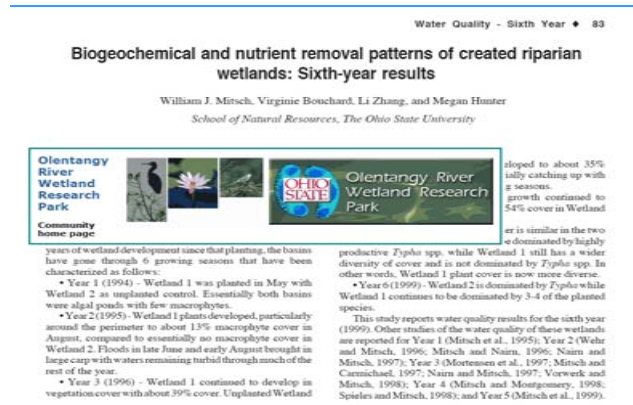 Water Quality - Sixth Year ◆ 83
Biogeochemical and nutrient removal patterns of created riparian
wetlands: Sixth-year results
William J. Mitsch, Virginie Bouchard, Li Zhang, and Megan Hunter
School of Natural Resources, The Ohio State University
Olentangy
River
Wetland
Research
Park
Community
home page
OHIO
STATE
Olentangy River
Wetland Research
Park
years of wetland development since that planting, the basins
have gone through 6 growing seasons that have been
characterized as follows:
• Year 1 (1994) - Wetland 1 was planted in May with
Wetland 2 as unplanted control. Essentially both basins
were algal ponds with few macrophytes.
• Year 2 (1995) - Wetland 1 plants developed, particularly
around the perimeter to about 13% macrophyte cover in
August, compared to essentially no macrophyte cover in
Wetland 2. Floods in late June and early August brought in
large carp with waters remaining turbid through much of the
rest of the year.
• Year 3 (1996) - Wetland 1 continued to develop in
vegetation cover with about 39% cover. Unplanted Wetland
eloped to about 35%
ially catching up with
g seasons.
growth continued to
54% cover in Wetland
er is similar in the two
e dominated by highly
productive Typha spp. while Wetland 1 still has a wider
diversity of cover and is not dominated by Typha spp. In
other words, Wetland 1 plant cover is now more diverse.
• Year 6 (1999) - Wetland 2 is dominated by Typha while
Wetland 1 continues to be dominated by 3-4 of the planted
species.
This study reports water quality results for the sixth year
(1999). Other studies of the water quality of these wetlands
are reported for Year 1 (Mitsch et al., 1995); Year 2 (Wehr
and Mitsch, 1996; Mitsch and Nairn, 1996; Nairn and
Mitsch, 1997); Year 3 (Mortensen et al., 1997; Mitsch and
Carmichael, 1997; Nairn and Mitsch, 1997; Vorwerk and
Mitsch, 1998); Year 4 (Mitsch and Montgomery, 1998;
Spieles and Mitsch, 1998); and Year 5 (Mitsch et al., 1999).